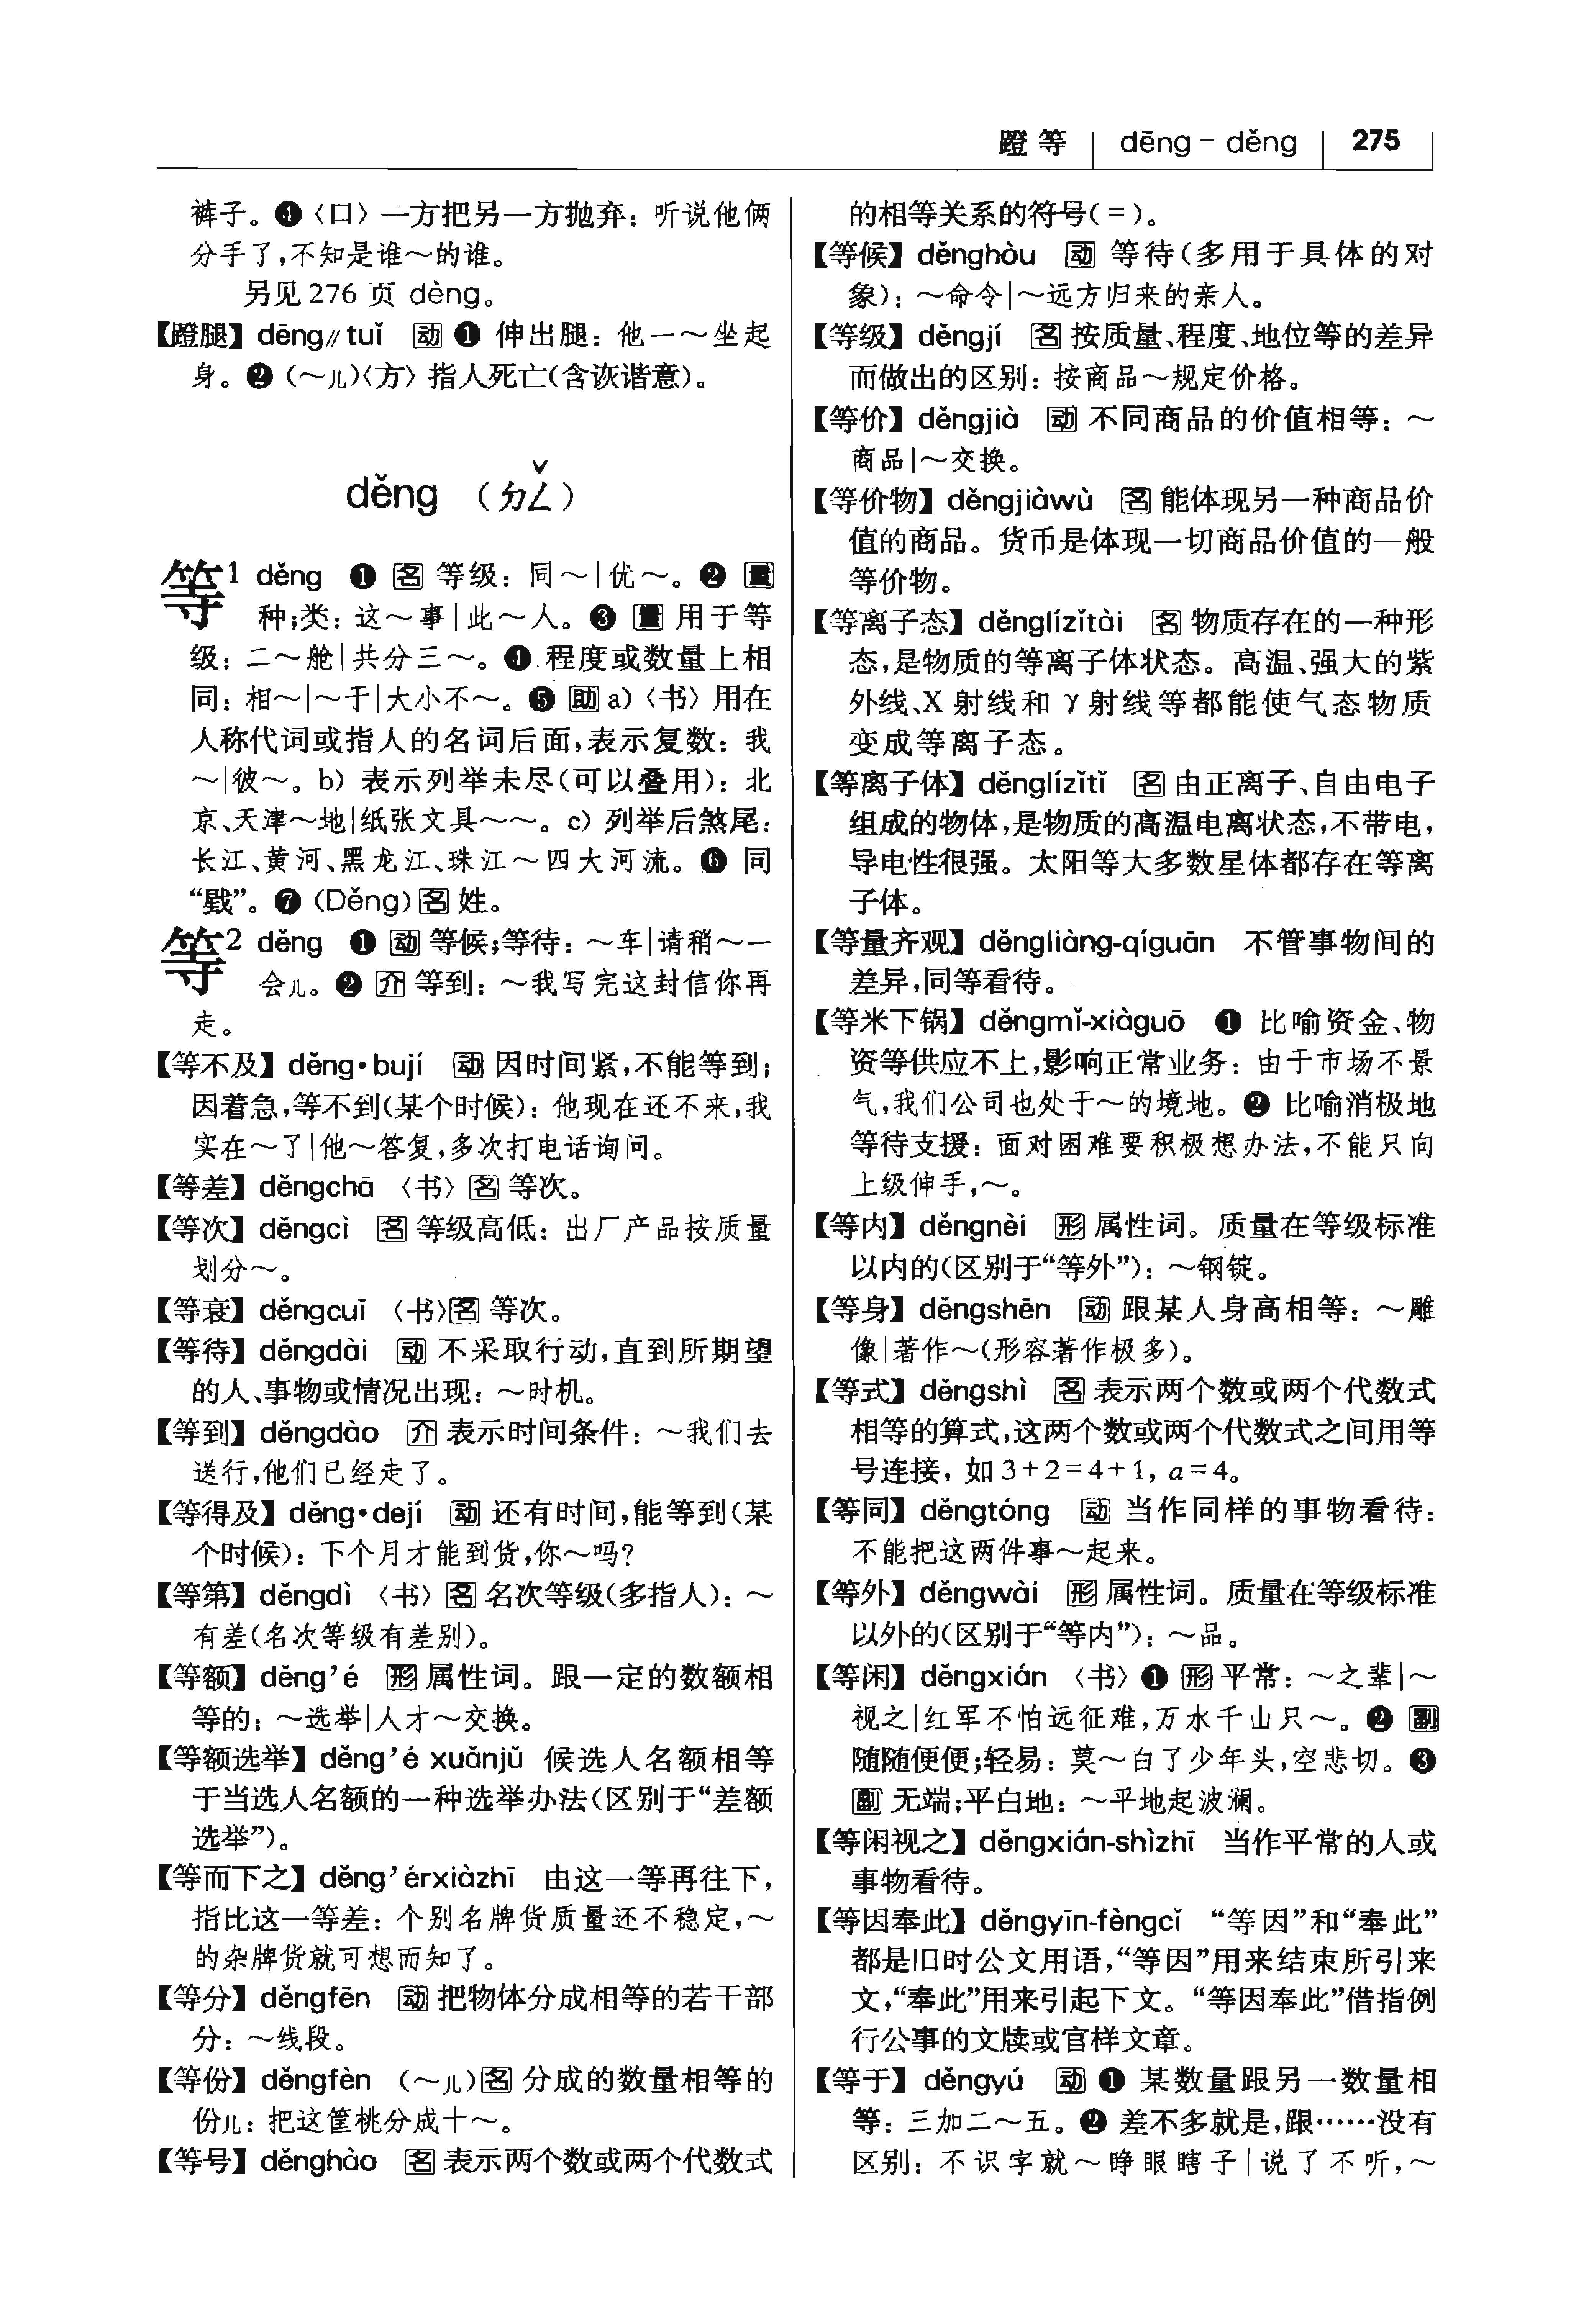 蹬 等 | dēng – děng | 275
裤子。❹〈口〉一方把另一方抛弃：听说他俩
分手了,不知是谁～的谁。
另见276 页 dèng。
【蹬腿】dēng∥tuǐ 动 ❶ 伸出腿：他一～坐起
身。❷ (～儿)〈方〉指人死亡(含诙谐意)。
děng （ㄉㄥˇ）
等1 děng ❶ 名 等级：同～|优～。❷ 量
种;类：这～事|此～人。❸ 量 用于等
级：二～舱|共分三～。❹ 程度或数量上相
同：相～|～于|大小不～。❺ 助 a)〈书〉用在
人称代词或指人的名词后面,表示复数：我
～|彼～。b) 表示列举未尽(可以叠用)：北
京、天津～地|纸张文具～～。c) 列举后煞尾：
长江、黄河、黑龙江、珠江～四大河流。❻ 同
“戥”。❼ (Děng)名 姓。
等2 děng ❶ 动 等候;等待：～车|请稍～一
会儿。❷ 介 等到：～我写完这封信你再
走。
【等不及】děng•bují 动 因时间紧,不能等到;
因着急,等不到(某个时候)：他现在还不来,我
实在～了|他～答复,多次打电话询问。
【等差】děngchā 〈书〉名 等次。
【等次】děngcì 名 等级高低：出厂产品按质量
划分～。
【等衰】děngcuī 〈书〉名 等次。
【等待】děngdài 动 不采取行动,直到所期望
的人、事物或情况出现：～时机。
【等到】děngdào 介 表示时间条件：～我们去
送行,他们已经走了。
【等得及】děng•dejí 动 还有时间,能等到(某
个时候)：下个月才能到货,你～吗?
【等第】děngdì 〈书〉名 名次等级(多指人)：～
有差(名次等级有差别)。
【等额】děng’é 形 属性词。跟一定的数额相
等的：～选举|人才～交换。
【等额选举】děng’é xuǎnjǔ 候选人名额相等
于当选人名额的一种选举办法(区别于“差额
选举”)。
【等而下之】děng’érxiàzhī 由这一等再往下,
指比这一等差：个别名牌货质量还不稳定,～
的杂牌货就可想而知了。
【等分】děngfēn 动 把物体分成相等的若干部
分：～线段。
【等份】děngfèn (～儿)名 分成的数量相等的
份儿：把这筐桃分成十～。
【等号】děnghào 名 表示两个数或两个代数式
的相等关系的符号(=)。
【等候】děnghòu 动 等待(多用于具体的对
象)：～命令|～远方归来的亲人。
【等级】děngjí 名 按质量、程度、地位等的差异
而做出的区别：按商品～规定价格。
【等价】děngjià 动 不同商品的价值相等：～
商品|～交换。
【等价物】děngjiàwù 名 能体现另一种商品价
值的商品。货币是体现一切商品价值的一般
等价物。
【等离子态】děnglízǐtài 名 物质存在的一种形
态,是物质的等离子体状态。高温、强大的紫
外线、X 射线和 γ 射线等都能使气态物质
变成等离子态。
【等离子体】děnglízǐtǐ 名 由正离子、自由电子
组成的物体,是物质的高温电离状态,不带电,
导电性很强。太阳等大多数星体都存在等离
子体。
【等量齐观】děngliàng-qíguān 不管事物间的
差异,同等看待。
【等米下锅】děngmǐ-xiàguō ❶ 比喻资金、物
资等供应不上,影响正常业务：由于市场不景
气,我们公司也处于～的境地。❷ 比喻消极地
等待支援：面对困难要积极想办法,不能只向
上级伸手,～。
【等内】děngnèi 形 属性词。质量在等级标准
以内的(区别于“等外”)：～钢锭。
【等身】děngshēn 动 跟某人身高相等：～雕
像|著作～(形容著作极多)。
【等式】děngshì 名 表示两个数或两个代数式
相等的算式,这两个数或两个代数式之间用等
号连接, 如 3+2=4+1, a=4。
【等同】děngtóng 动 当作同样的事物看待：
不能把这两件事～起来。
【等外】děngwài 形 属性词。质量在等级标准
以外的(区别于“等内”)：～品。
【等闲】děngxián 〈书〉❶ 形 平常：～之辈|～
视之|红军不怕远征难,万水千山只～。❷ 副
随随便便;轻易：莫～白了少年头,空悲切。❸
副 无端;平白地：～平地起波澜。
【等闲视之】děngxián-shìzhī 当作平常的人或
事物看待。
【等因奉此】děngyīn-fèngcǐ “等因”和“奉此”
都是旧时公文用语,“等因”用来结束所引来
文,“奉此”用来引起下文。“等因奉此”借指例
行公事的文牍或官样文章。
【等于】děngyú 动 ❶ 某数量跟另一数量相
等：三加二～五。❷ 差不多就是,跟……没有
区别：不识字就～睁眼瞎子|说了不听,～